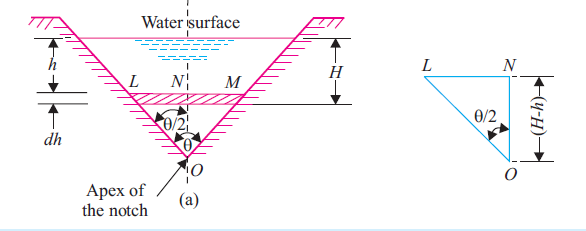 Water surface
h
H
L N M
dh
θ/2
θ
O
Apex of
the notch
(a)
L N
θ/2
(H-h)
O